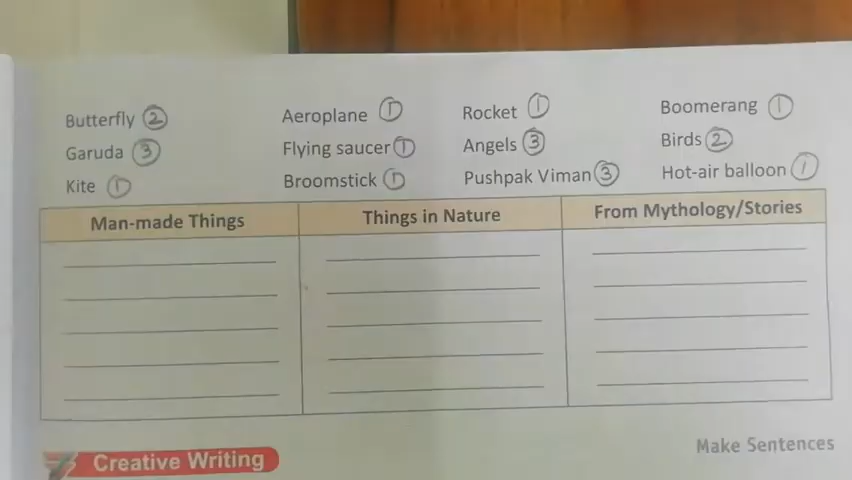 Butterfly 2 Aeroplane 1 Rocket 1 Boomerang 1
Garuda 3 Flying saucer 1 Angels 3 Birds 2
Kite 1 Broomstick 1 Pushpak Viman 3 Hot-air balloon 1
Man-made Things Things in Nature From Mythology/Stories
Make Sentences
Creative Writing